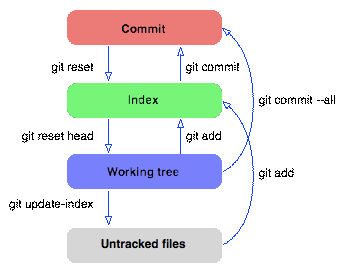 Commit
git reset
git commit
Index
git commit --all
git reset head
git add
Working tree
git add
git update-index
Untracked files